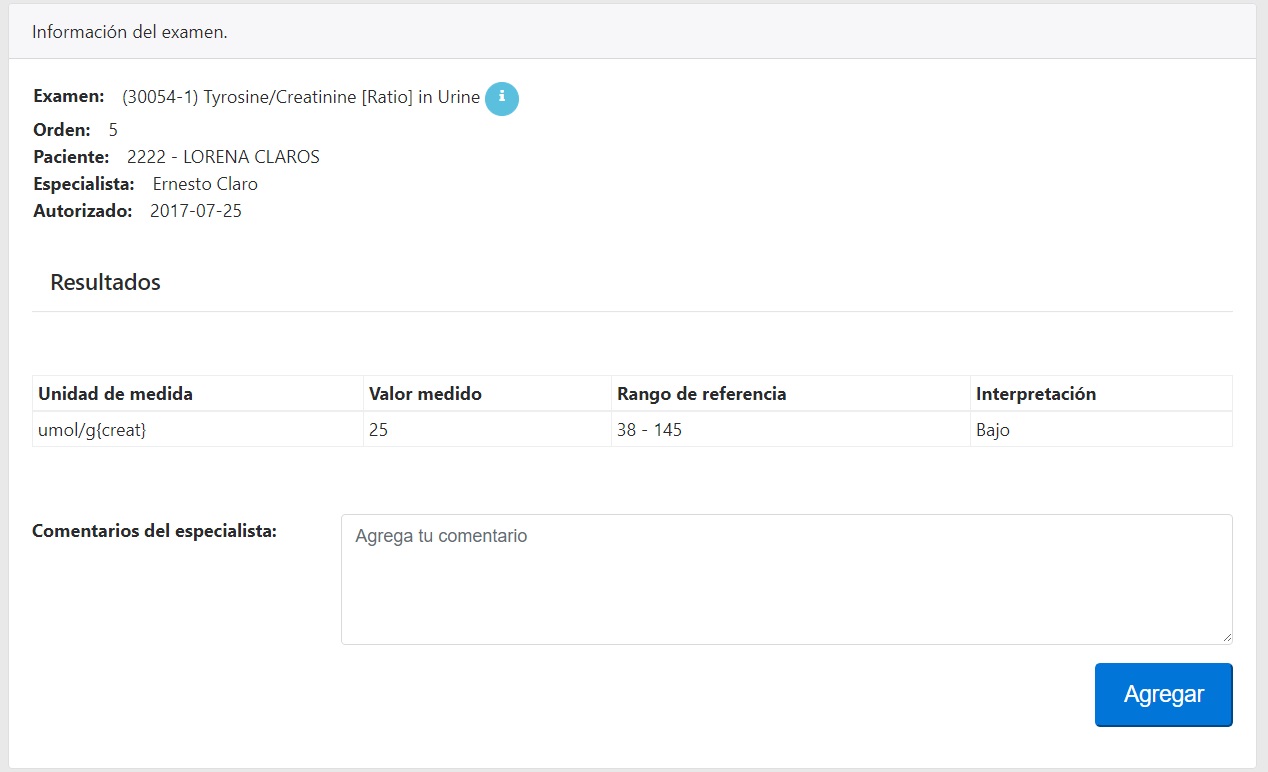 Información del examen.
Examen: (30054-1) Tyrosine/Creatinine [Ratio] in Urine i
Orden: 5
Paciente: 2222 - LORENA CLAROS
Especialista: Ernesto Claro
Autorizado: 2017-07-25
Resultados
Unidad de medida Valor medido Rango de referencia Interpretación
umol/g{creat} 25 38 - 145 Bajo
Comentarios del especialista: Agrega tu comentario
Agregar